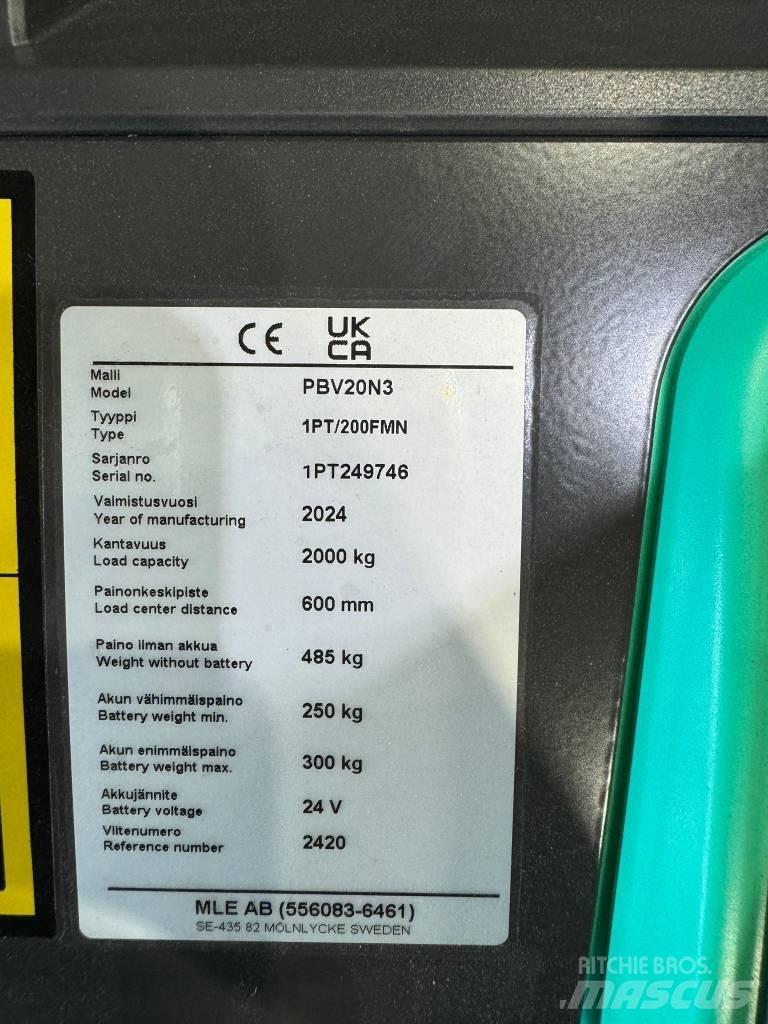 CE UK
CA
Malli
Model PBV20N3
Tyyppi
Type 1PT/200FMN
Sarjanro
Serial no. 1PT249746
Valmistusvuosi
Year of manufacturing 2024
Kantavuus
Load capacity 2000 kg
Painonkeskipiste
Load center distance 600 mm
Paino ilman akkua
Weight without battery 485 kg
Akun vähimmäispaino
Battery weight min. 250 kg
Akun enimmäispaino
Battery weight max. 300 kg
Akkujännite
Battery voltage 24 V
Viitenumero
Reference number 2420
MLE AB (556083-6461)
SE-435 82 MÖLNLYCKE SWEDEN
RITCHIE BROS.
MASCUS